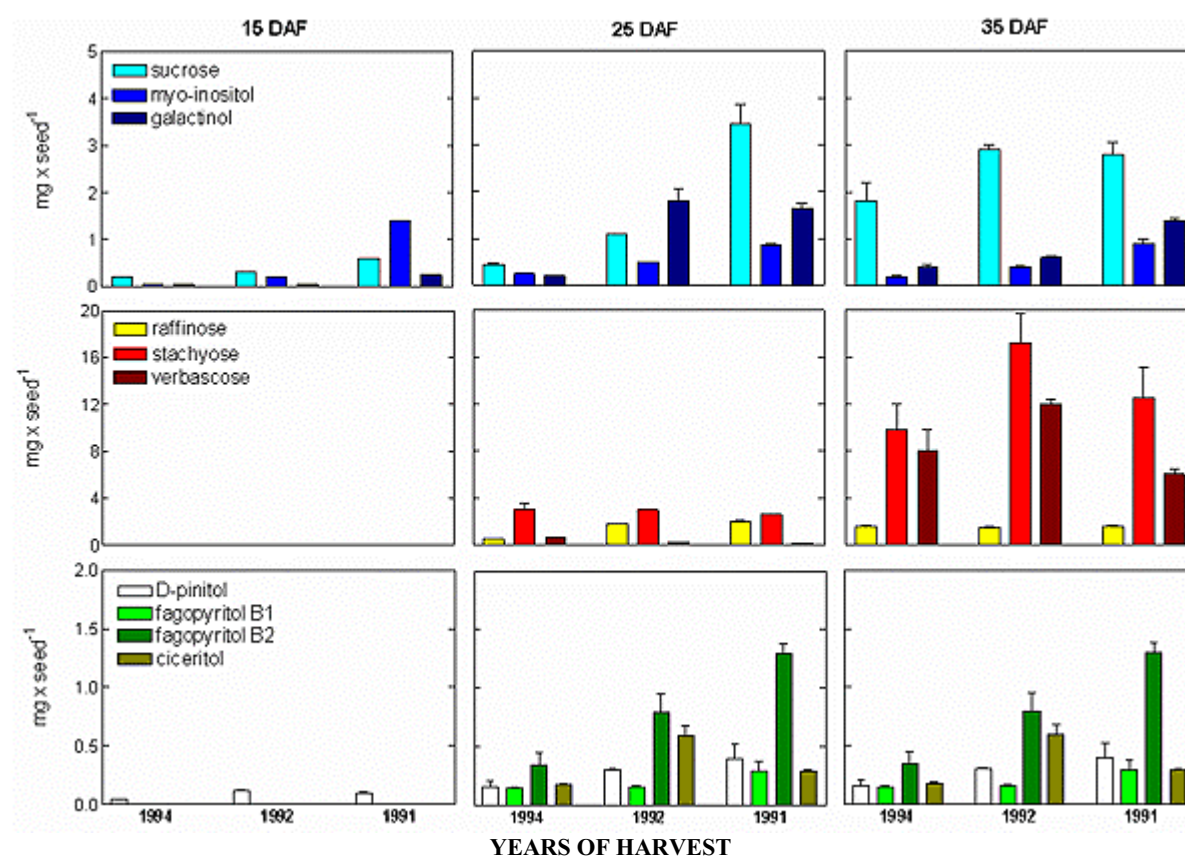 15 DAF
25 DAF
35 DAF
5
4
3
2
1
0
mg x seed-1
sucrose
myo-inositol
galactinol
20
16
12
8
4
0
mg x seed-1
raffinose
stachyose
verbascose
2.0
1.5
1.0
0.5
0.0
mg x seed-1
D-pinitol
fagopyritol B1
fagopyritol B2
ciceritol
1994 1992 1991
1994 1992 1991
1994 1992 1991
YEARS OF HARVEST